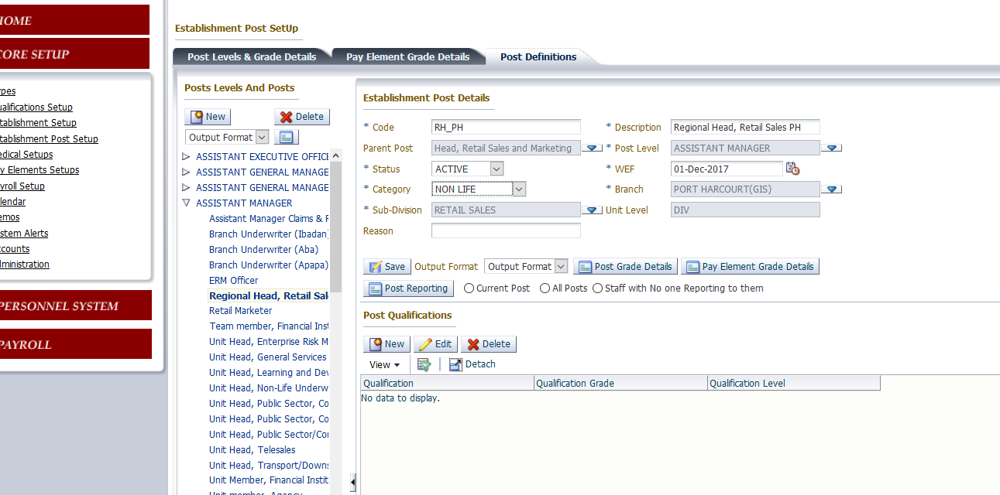 HOME
CORE SETUP
ypes
ualifications Setup
tablishment Setup
tablishment Post Setup
edical Setups
y Elements Setups
yroll Setup
lendar
emos
stem Alerts
counts
dministration
PERSONNEL SYSTEM
PAYROLL
Establishment Post SetUp
Post Levels & Grade Details
Pay Element Grade Details
Post Definitions
Posts Levels And Posts
New
Delete
Output Format
ASSISTANT EXECUTIVE OFFICE
ASSISTANT GENERAL MANAGE
ASSISTANT GENERAL MANAGE
ASSISTANT MANAGER
Assistant Manager Claims & R
Branch Underwriter (Ibadan)
Branch Underwriter (Aba)
Branch Underwriter (Apapa)
ERM Officer
Regional Head, Retail Sal
Retail Marketer
Team member, Financial Inst
Unit Head, Enterprise Risk M
Unit Head, General Services
Unit Head, Learning and Dev
Unit Head, Non-Life Underw
Unit Head, Public Sector, Co
Unit Head, Public Sector, Co
Unit Head, Public Sector/Cor
Unit Head, Telesales
Unit Head, Transport/Downs
Unit Member, Financial Instit
Unit member, Agency
Establishment Post Details
* Code RH_PH * Description Regional Head, Retail Sales PH
Parent Post Head, Retail Sales and Marketing * Post Level ASSISTANT MANAGER
* Status ACTIVE * WEF 01-Dec-2017
* Category NON LIFE * Branch PORT HARCOURT(GIS)
* Sub-Division RETAIL SALES Unit Level DIV
Reason
Save Output Format Output Format Post Grade Details Pay Element Grade Details
Post Reporting Current Post All Posts Staff with No one Reporting to them
Post Qualifications
New Edit Delete
View Detach
Qualification Qualification Grade Qualification Level
No data to display.